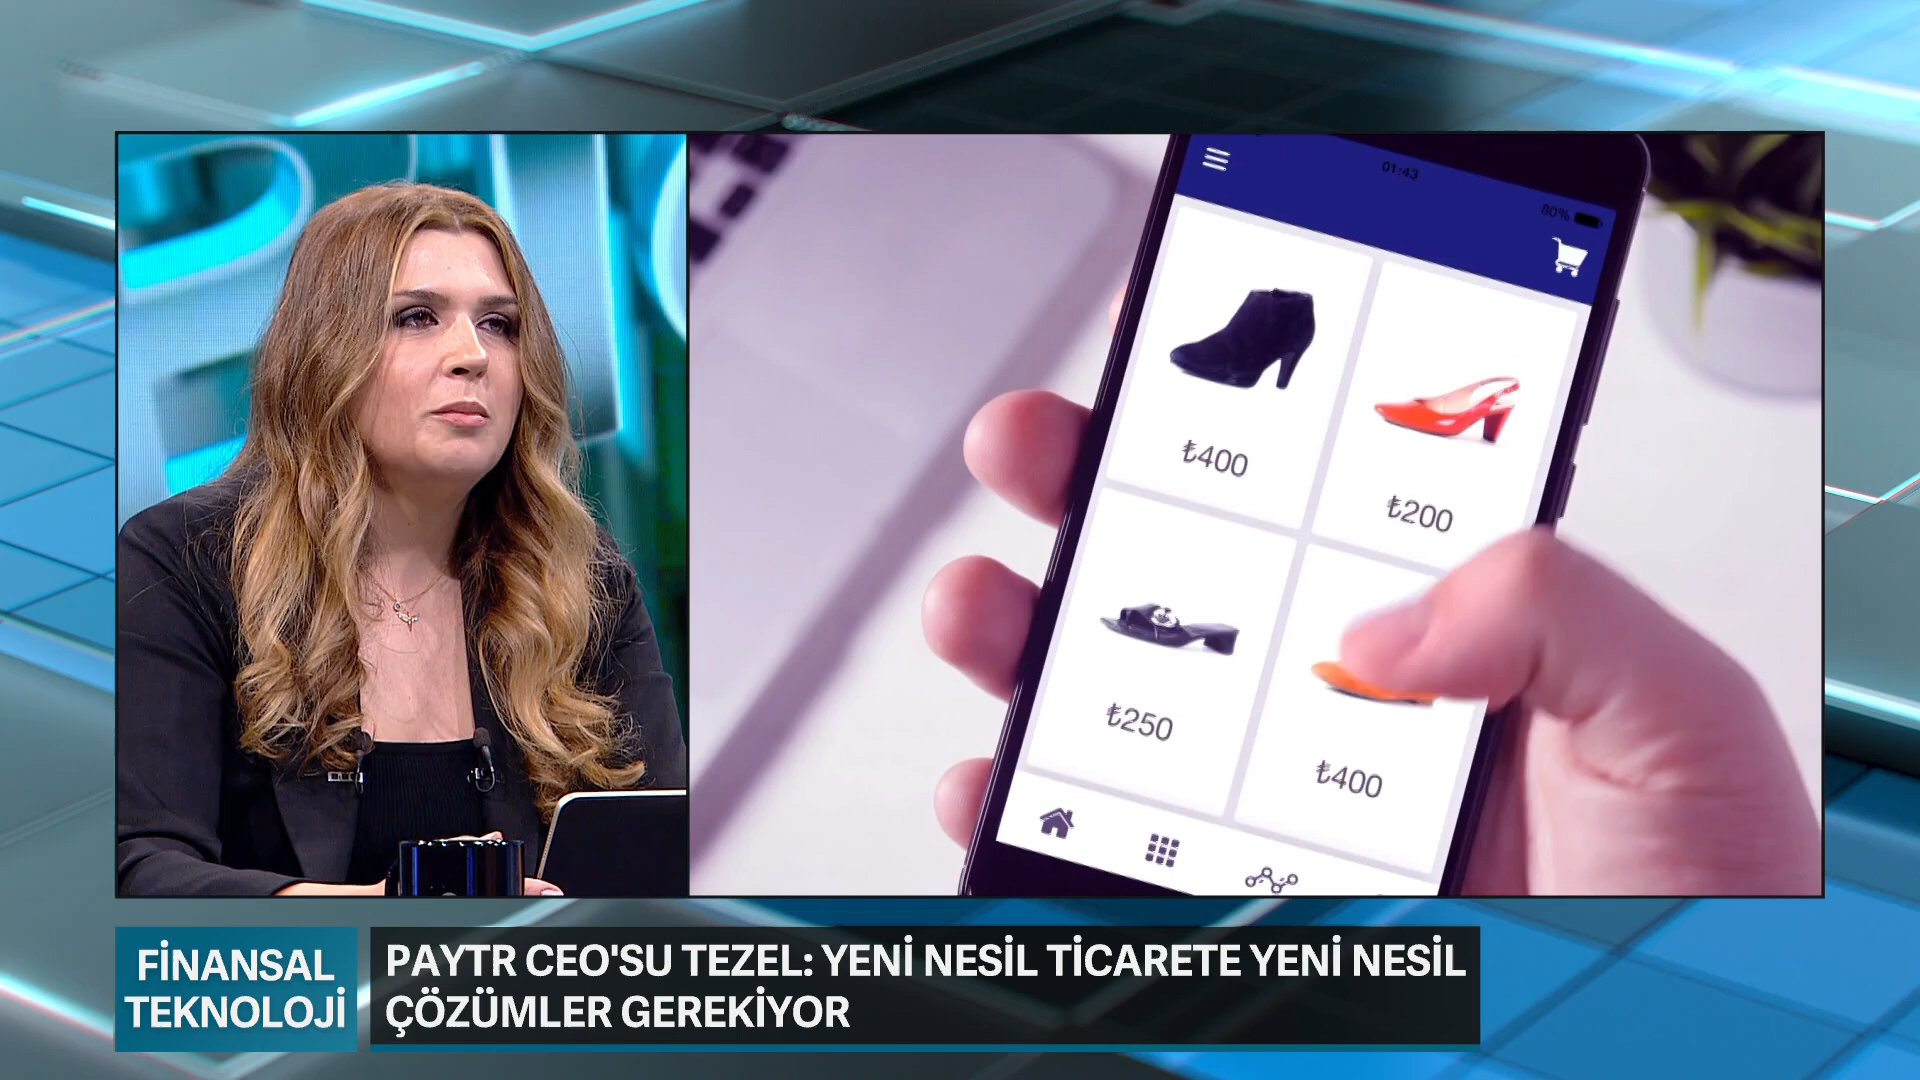 01:43
80%
₺400
₺200
₺250
₺400
FİNANSAL
TEKNOLOJİ
PAYTR CEO'SU TEZEL: YENİ NESİL TİCARETE YENİ NESİL
ÇÖZÜMLER GEREKİYOR